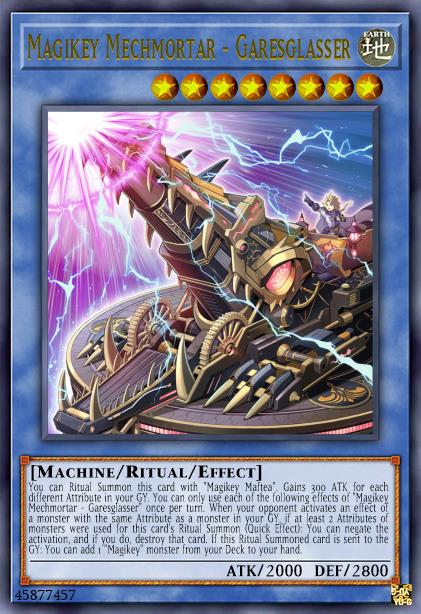 Magikey Mechmortar - Garesglasser
EARTH
地
[Machine/Ritual/Effect]
You can Ritual Summon this card with "Magikey Maftea". Gains 300 ATK for each
different Attribute in your GY. You can only use each of the following effects of "Magikey
Mechmortar - Garesglasser" once per turn. When your opponent activates an effect of
a monster with the same Attribute as a monster in your GY, if at least 2 Attributes of
monsters were used for this card's Ritual Summon (Quick Effect): You can negate the
activation, and if you do, destroy that card. If this Ritual Summoned card is sent to the
GY: You can add 1 "Magikey" monster from your Deck to your hand.
ATK/2000 DEF/2800
45877457